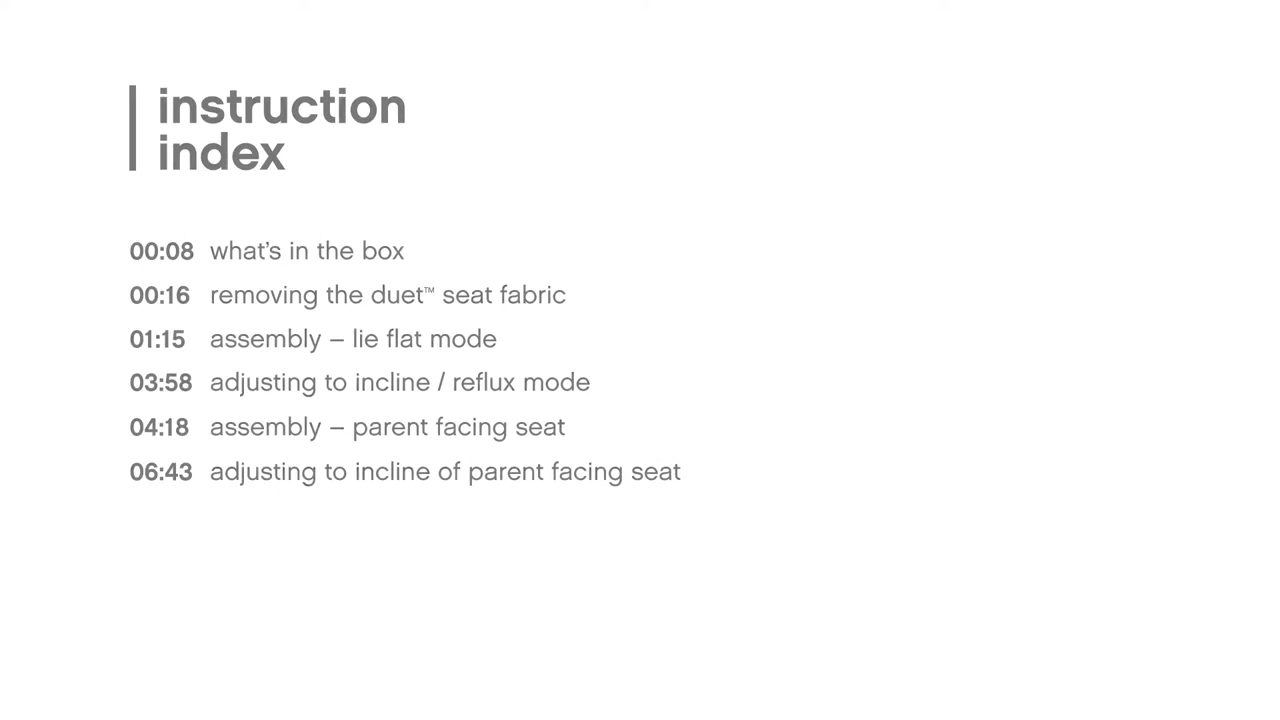 instruction
index
00:08 what's in the box
00:16 removing the duet™ seat fabric
01:15 assembly – lie flat mode
03:58 adjusting to incline / reflux mode
04:18 assembly – parent facing seat
06:43 adjusting to incline of parent facing seat